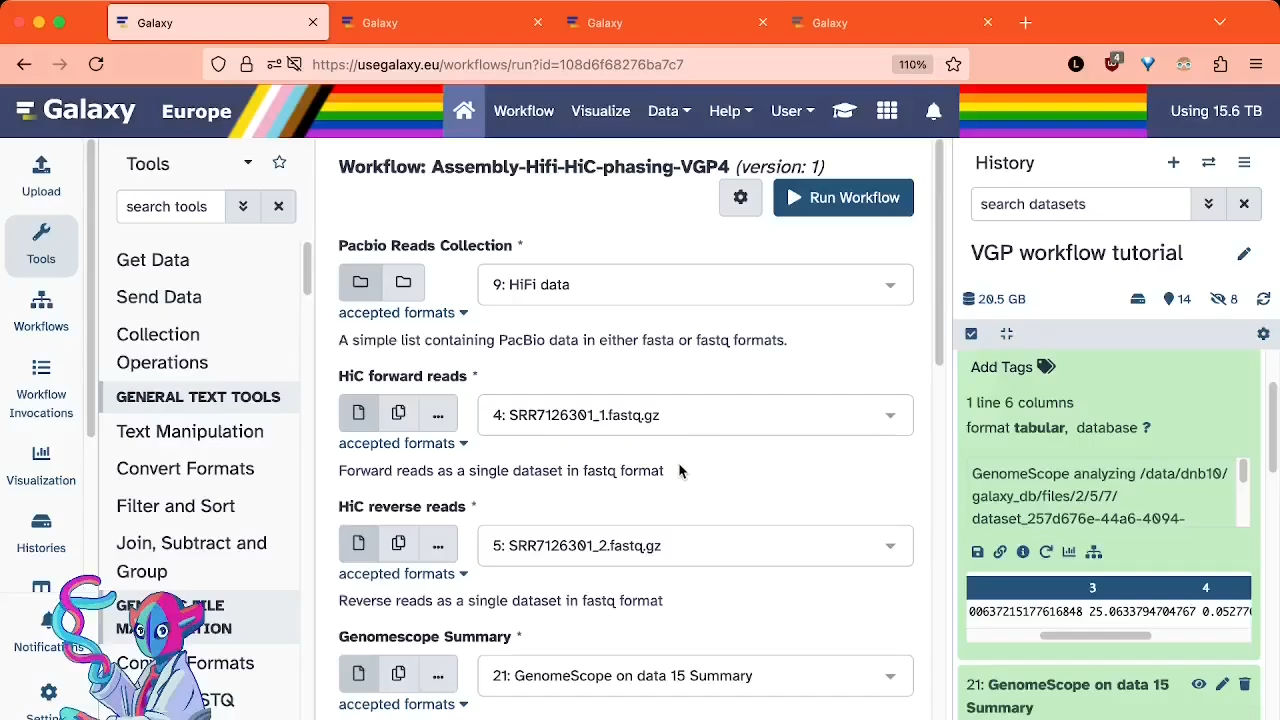 Galaxy
Galaxy
Galaxy
Galaxy
https://usegalaxy.eu/workflows/run?id=108d6f68276ba7c7
110%
L
4
Galaxy Europe
Workflow
Visualize
Data
Help
User
Using 15.6 TB
Upload
Tools
Workflows
Workflow
Invocations
Visualization
Histories
Tools
search tools
Get Data
Send Data
Collection
Operations
GENERAL TEXT TOOLS
Text Manipulation
Convert Formats
Filter and Sort
Join, Subtract and
Group
Workflow: Assembly-Hifi-HiC-phasing-VGP4 (version: 1)
Run Workflow
Pacbio Reads Collection *
9: HiFi data
accepted formats
A simple list containing PacBio data in either fasta or fastq formats.
HiC forward reads *
4: SRR7126301_1.fastq.gz
...
accepted formats
Forward reads as a single dataset in fastq format
HiC reverse reads *
5: SRR7126301_2.fastq.gz
...
accepted formats
Reverse reads as a single dataset in fastq format
Genomescope Summary *
21: GenomeScope on data 15 Summary
...
accepted formats
History
search datasets
VGP workflow tutorial
20.5 GB
14
8
Add Tags
1 line 6 columns
format tabular, database ?
GenomeScope analyzing /data/dnb10/
galaxy_db/files/2/5/7/
dataset_257d676e-44a6-4094-
3 4
00637215177616848 25.0633794704767 0.05277
21: GenomeScope on data 15
Summary